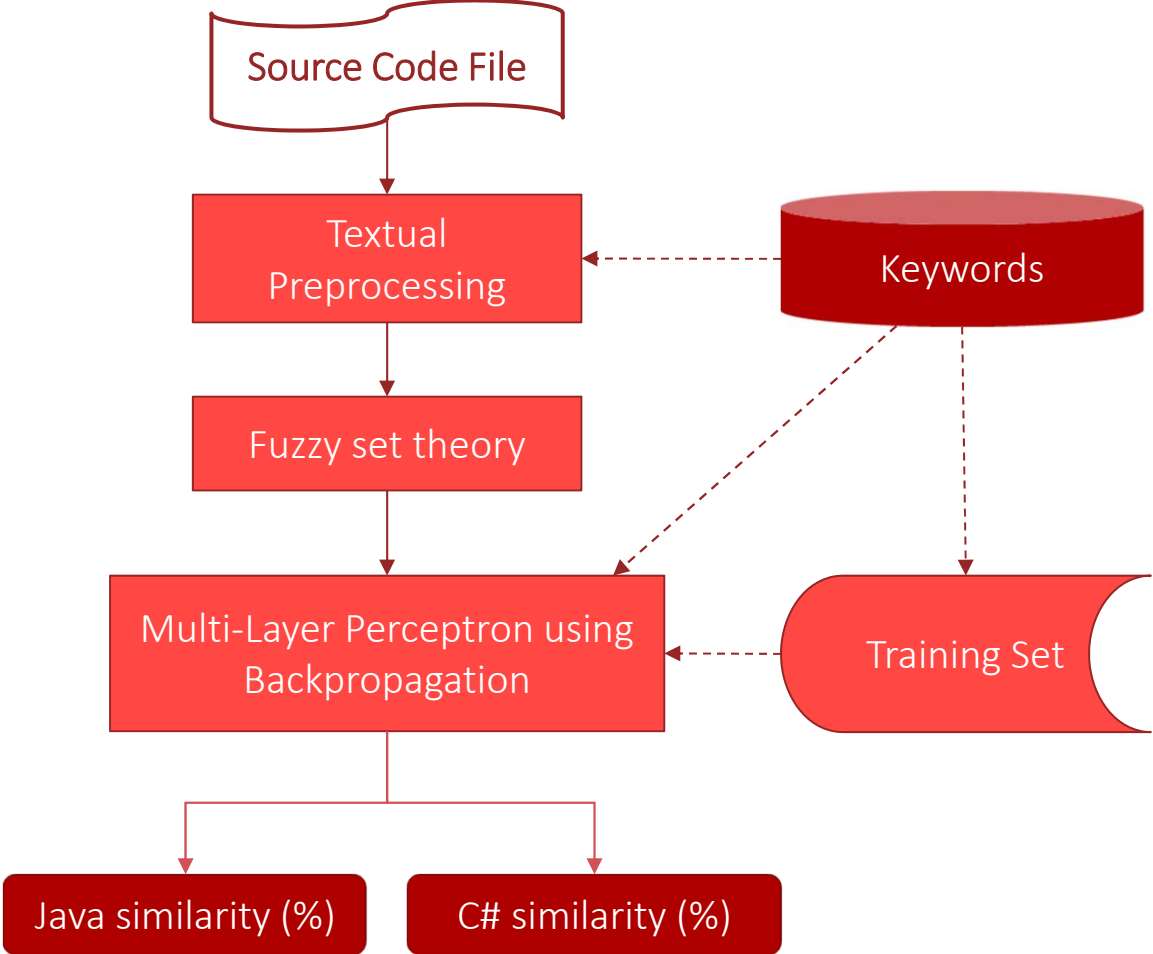 Source Code File
Textual
Preprocessing
Keywords
Fuzzy set theory
Multi-Layer Perceptron using
Backpropagation
Training Set
Java similarity (%)
C# similarity (%)